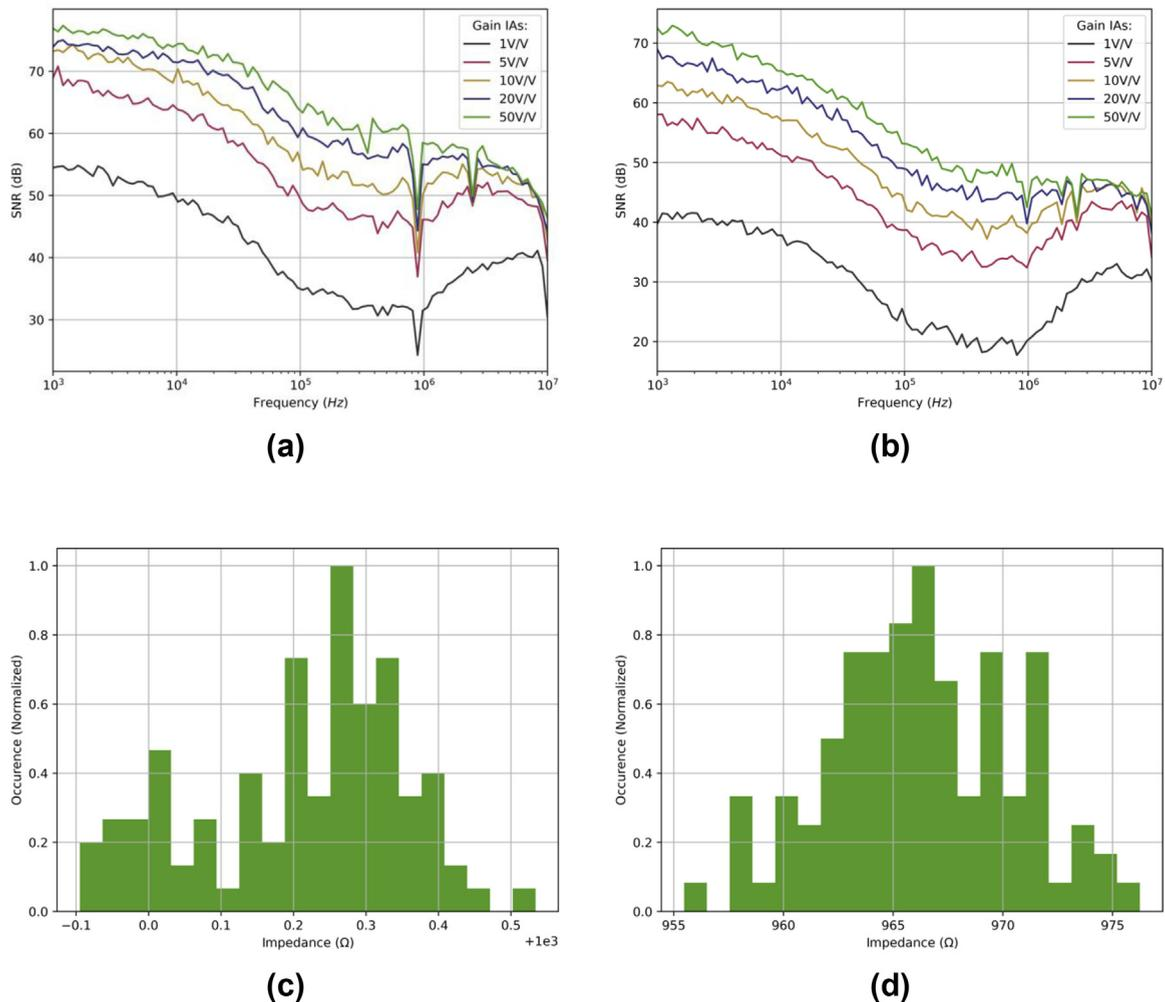 Gain IAs:
1V/V
5V/V
10V/V
20V/V
50V/V
70
60
50
40
30
SNR (dB)
10³ 10⁴ 10⁵ 10⁶ 10⁷
Frequency (Hz)
(a)
Gain IAs:
1V/V
5V/V
10V/V
20V/V
50V/V
70
60
50
40
30
20
SNR (dB)
10³ 10⁴ 10⁵ 10⁶ 10⁷
Frequency (Hz)
(b)
1.0
0.8
0.6
0.4
0.2
0.0
Occurence (Normalized)
−0.1 0.0 0.1 0.2 0.3 0.4 0.5
Impedance (Ω)
+1e3
(c)
1.0
0.8
0.6
0.4
0.2
0.0
Occurence (Normalized)
955 960 965 970 975
Impedance (Ω)
(d)